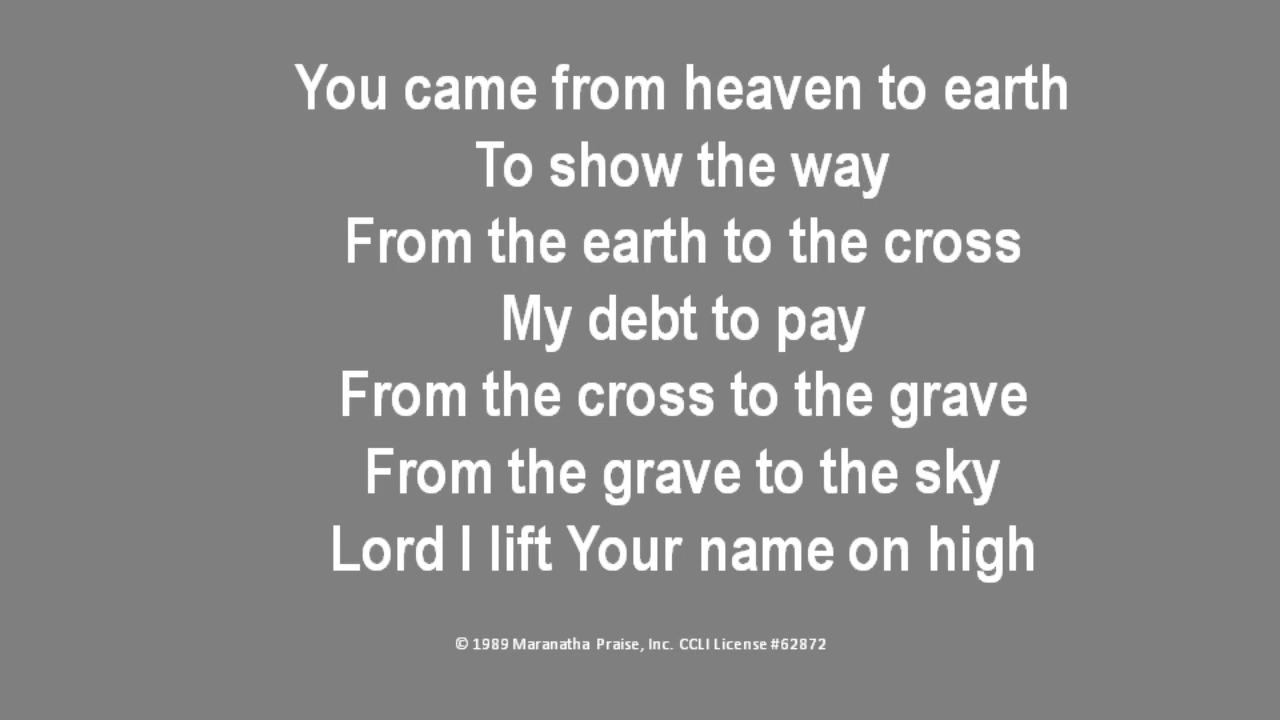 You came from heaven to earth
To show the way
From the earth to the cross
My debt to pay
From the cross to the grave
From the grave to the sky
Lord I lift Your name on high
© 1989 Maranatha Praise, Inc. CCLI License #62872